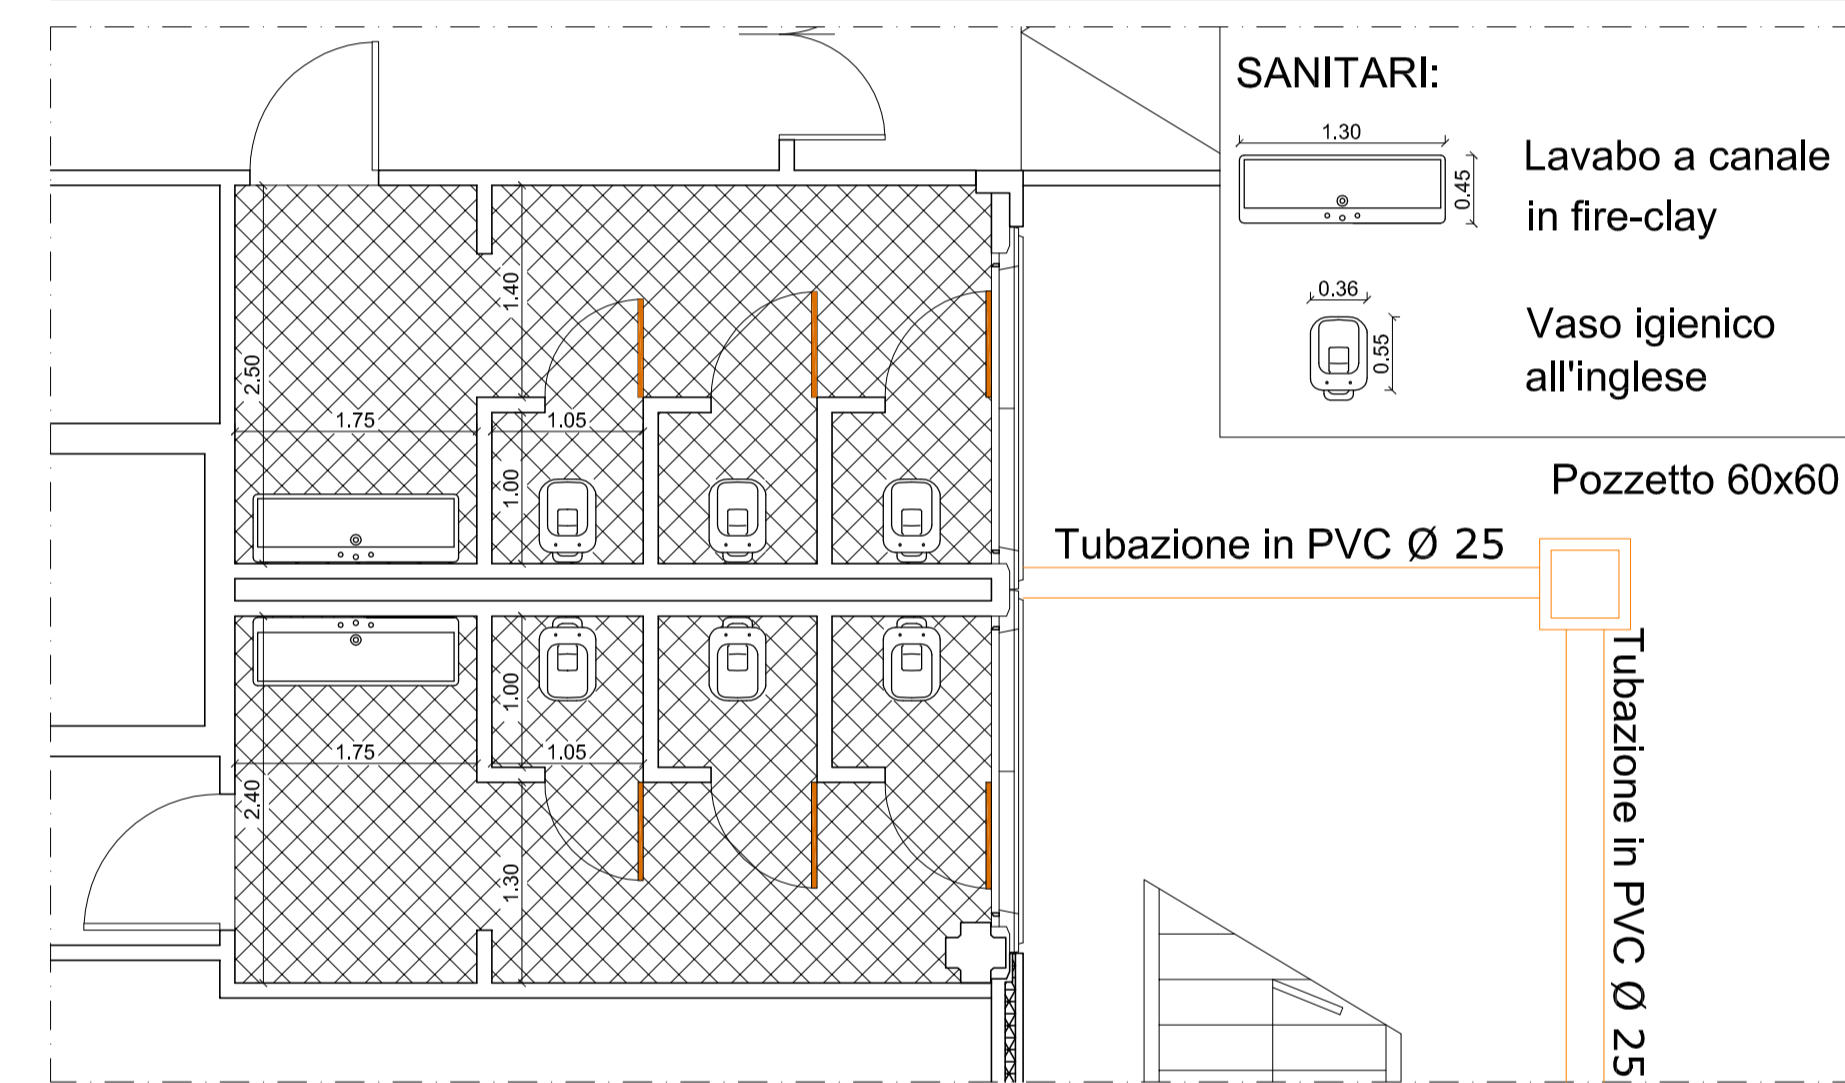 SANITARI:
1.30
0.45
Lavabo a canale
in fire-clay
0.36
0.55
Vaso igienico
all'inglese
Pozzetto 60x60
Tubazione in PVC Ø 25
Tubazione in PVC Ø 25
1.40
2.50
1.75
1.05
1.00
1.00
1.75
1.05
2.40
1.30